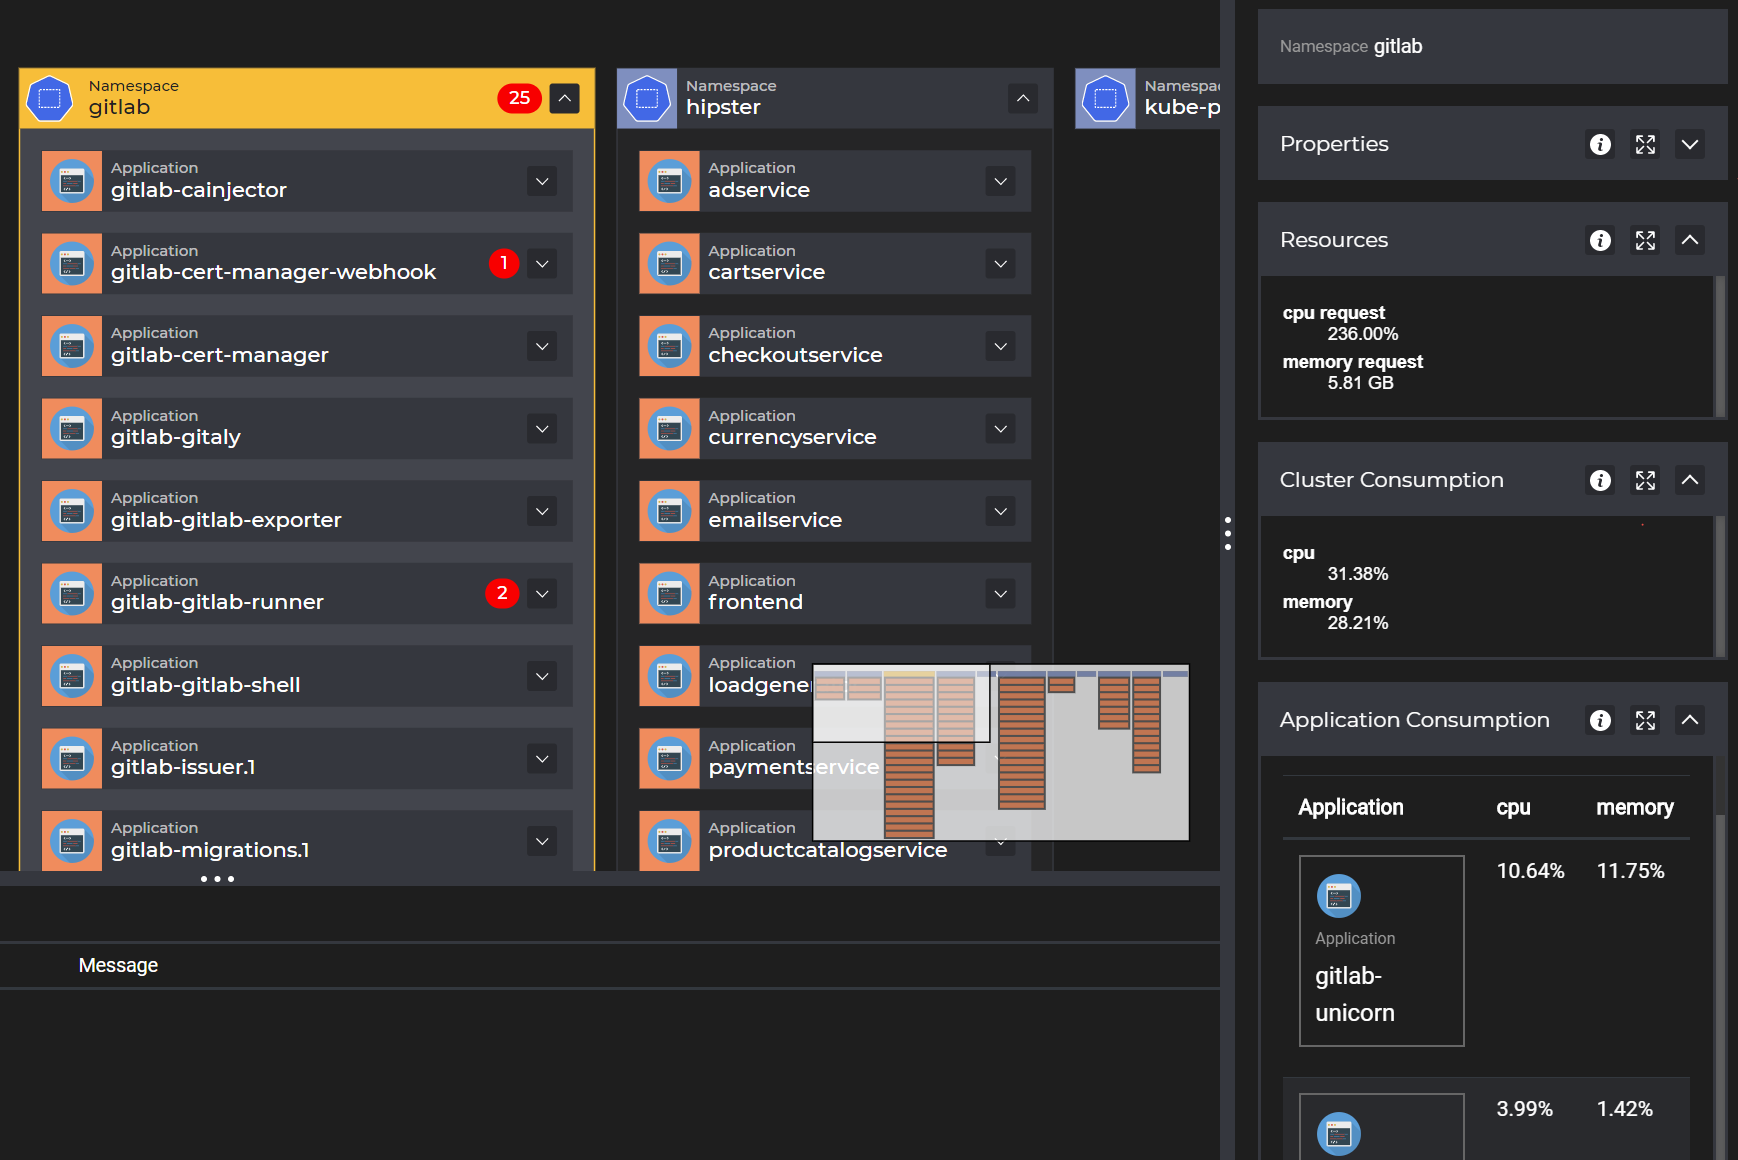 Namespace
gitlab
25
Application
gitlab-cainjector
Application
gitlab-cert-manager-webhook
1
Application
gitlab-cert-manager
Application
gitlab-gitaly
Application
gitlab-gitlab-exporter
Application
gitlab-gitlab-runner
2
Application
gitlab-gitlab-shell
Application
gitlab-issuer.1
Application
gitlab-migrations.1
Namespace
hipster
Application
adservice
Application
cartservice
Application
checkoutservice
Application
currencyservice
Application
emailservice
Application
frontend
Application
loadgene
Application
paymentservice
Application
productcatalogservice
Namespac
kube-p
Message
Namespace gitlab
Properties
Resources
cpu request
236.00%
memory request
5.81 GB
Cluster Consumption
cpu
31.38%
memory
28.21%
Application Consumption
Application cpu memory
Application
gitlab-
unicorn
10.64% 11.75%
3.99% 1.42%